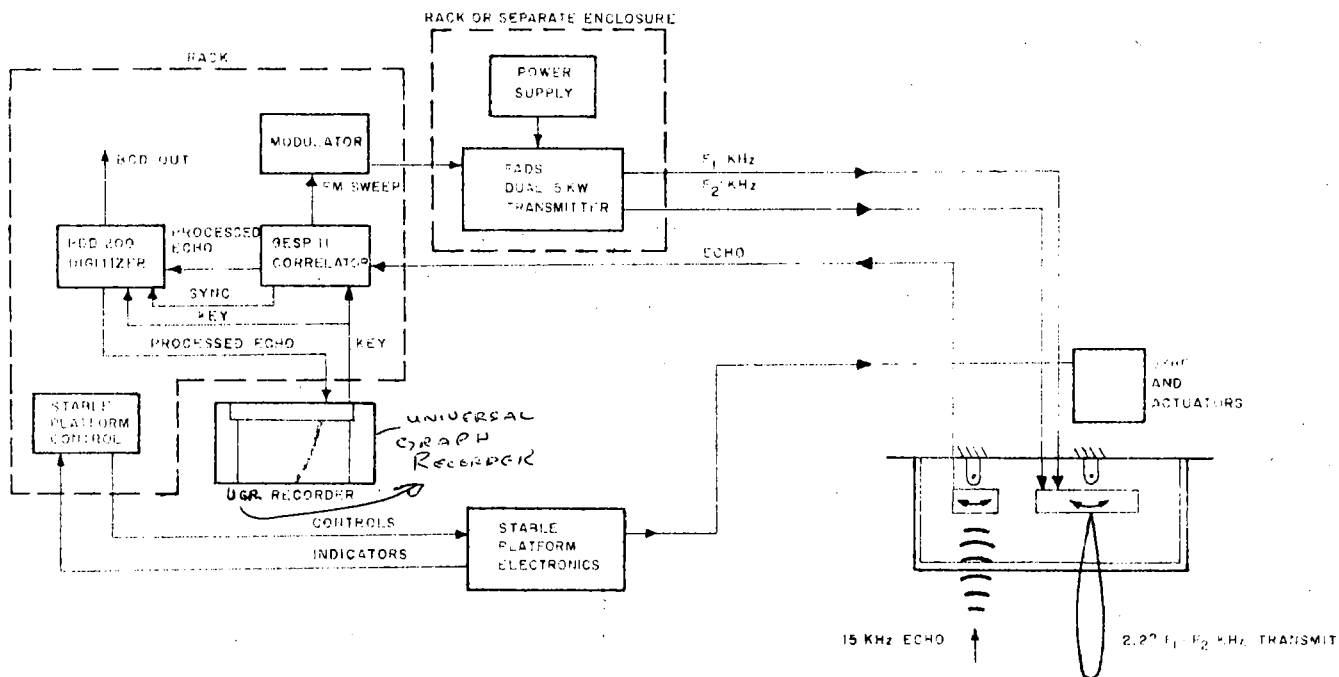 RACK OR SEPARATE ENCLOSURE
RACK
POWER
SUPPLY
MODULATOR
BCD OUT
FM SWEEP
DUAL 5 KW
TRANSMITTER
F1 KHz
F2 KHz
PROCESSED
ECHO
DIGITIZER
CORRELATOR
ECHO
SYNC
KEY
PROCESSED ECHO
KEY
AND
ACTUATORS
STABLE
PLATFORM
CONTROL
UNIVERSAL
GRAPH
RECORDER
UGR RECORDER
CONTROLS
INDICATORS
STABLE
PLATFORM
ELECTRONICS
15 KHz ECHO
KHz TRANSMIT